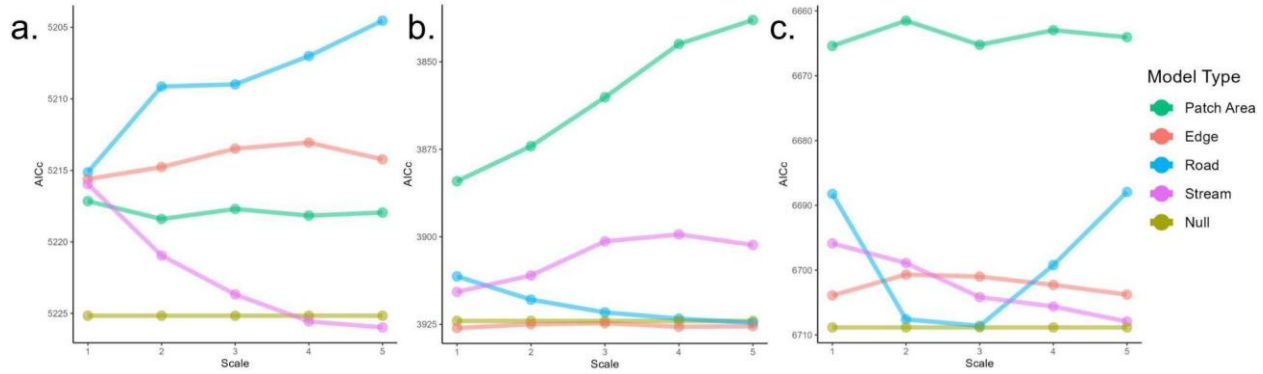 a.
5205
5210
5215
5220
5225
AICc
1 2 3 4 5
Scale
b.
3850
3875
3900
3925
AICc
1 2 3 4 5
Scale
c.
6660
6670
6680
6690
6700
6710
AICc
1 2 3 4 5
Scale
Model Type
Patch Area
Edge
Road
Stream
Null